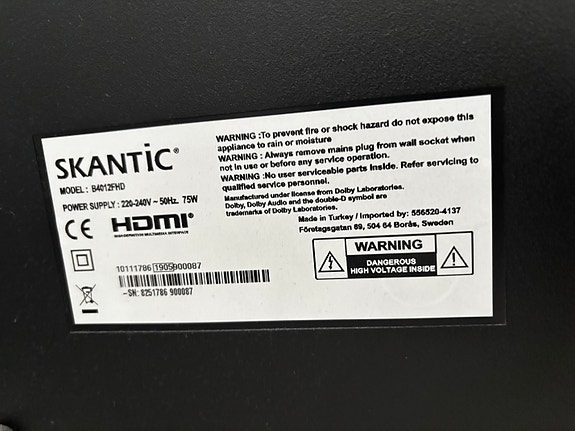 SKANTIC®
MODEL : B4012FHD
POWER SUPPLY : 220-240V ~ 50Hz. 75W
CE HDMI®
HIGH-DEFINITION MULTIMEDIA INTERFACE
10111786 1905 900087
-SN: 8251786 900087
WARNING :To prevent fire or shock hazard do not expose this
appliance to rain or moisture
WARNING : Always remove mains plug from wall socket when
not in use or before any service operation.
WARNING :No user serviceable parts Inside. Refer servicing to
qualified service personnel.
Manufactured under license from Dolby Laboratories.
Dolby, Dolby Audio and the double-D symbol are
trademarks of Dolby Laboratories.
Made in Turkey / Imported by: 556520-4137
Företagsgatan 69, 504 64 Borås, Sweden
WARNING
DANGEROUS
HIGH VOLTAGE INSIDE